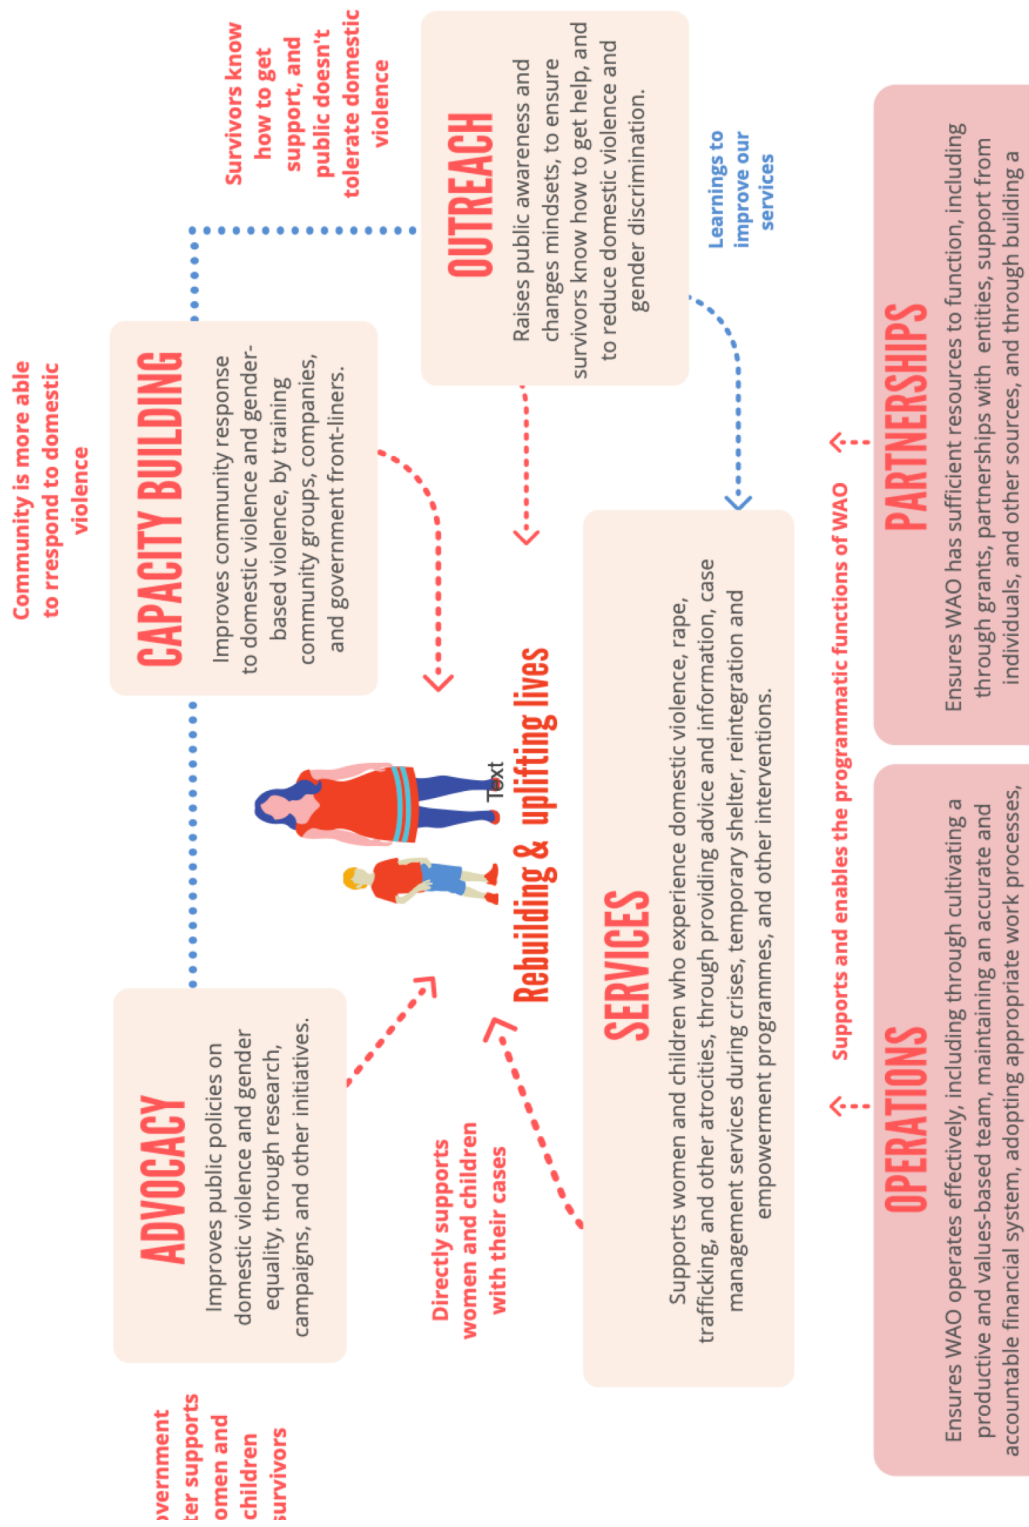 Community is more able
to rrespond to domestic
violence
Survivors know
how to get
support, and
public doesn't
tolerate domestic
violence
ter supports
children
survivors
ADVOCACY
Improves public policies on
domestic violence and gender
equality, through research,
campaigns, and other initiatives.
CAPACITY BUILDING
Improves community response
to domestic violence and gender-
based violence, by training
community groups, companies,
and government front-liners.
OUTREACH
Raises public awareness and
changes mindsets, to ensure
survivors know how to get help, and
to reduce domestic violence and
gender discrimination.
Directly supports
women and children
with their cases
Text
Rebuilding & uplifting lives
Learnings to
improve our
services
SERVICES
Supports women and children who experience domestic violence, rape,
trafficking, and other atrocities, through providing advice and information, case
management services during crises, temporary shelter, reintegration and
empowerment programmes, and other interventions.
Supports and enables the programmatic functions of WAO
OPERATIONS
Ensures WAO operates effectively, including through cultivating a
productive and values-based team, maintaining an accurate and
accountable financial system, adopting appropriate work processes,
PARTNERSHIPS
Ensures WAO has sufficient resources to function, including
through grants, partnerships with entities, support from
individuals, and other sources, and through building a